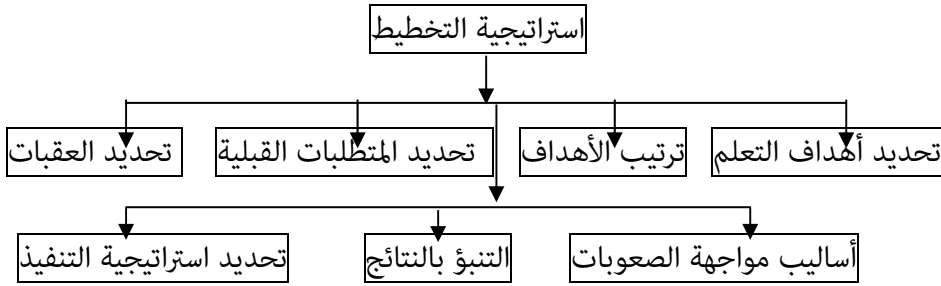 استراتيجية التخطيط
تحديد أهداف التعلم
ترتيب الأهداف
تحديد المتطلبات القبلية
تحديد العقبات
أساليب مواجهة الصعوبات
التنبؤ بالنتائج
تحديد استراتيجية التنفيذ